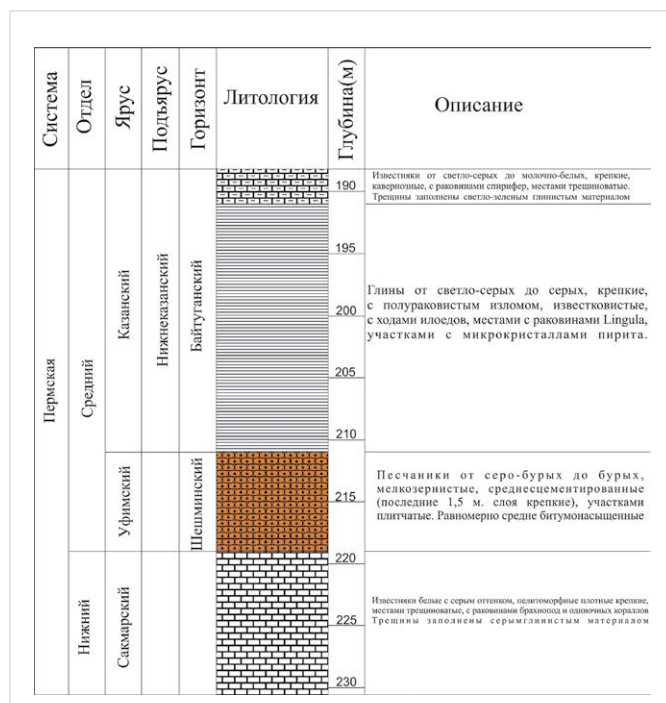 Система
Отдел
Ярус
Подъярус
Горизонт
Литология
Глубина(м)
Описание
Пермская
Средний
Казанский
Нижнеказанский
Байтуганский
190
Известняки от светло-серых до молочно-белых, крепкие,
кавернозные, с раковинами спирифер, местами трешиноватые.
Трещины заполнены светло-зеленым глинистым материалом
195
200
205
210
Глины от светло-серых до серых, крепкие,
с полураковистым изломом, известковистые,
с ходами илоедов, местами с раковинами Lingula,
участками с микрокристаллами пирита.
Уфимский
Шешминский
215
Песчаники от серо-бурых до бурых,
мелкозернистые, среднесцементированные
(последние 1,5 м. слоя крепкие), участками
плитчатые. Равномерно средне битумонасыщенные
Нижний
Сакмарский
220
225
230
Известняки белые с серым оттенком, пелитоморфные плотные крепкие,
местами трещиноватые, с раковинами брахиопод и одиночных кораллов
Трещины заполнены серымглинистым материалом